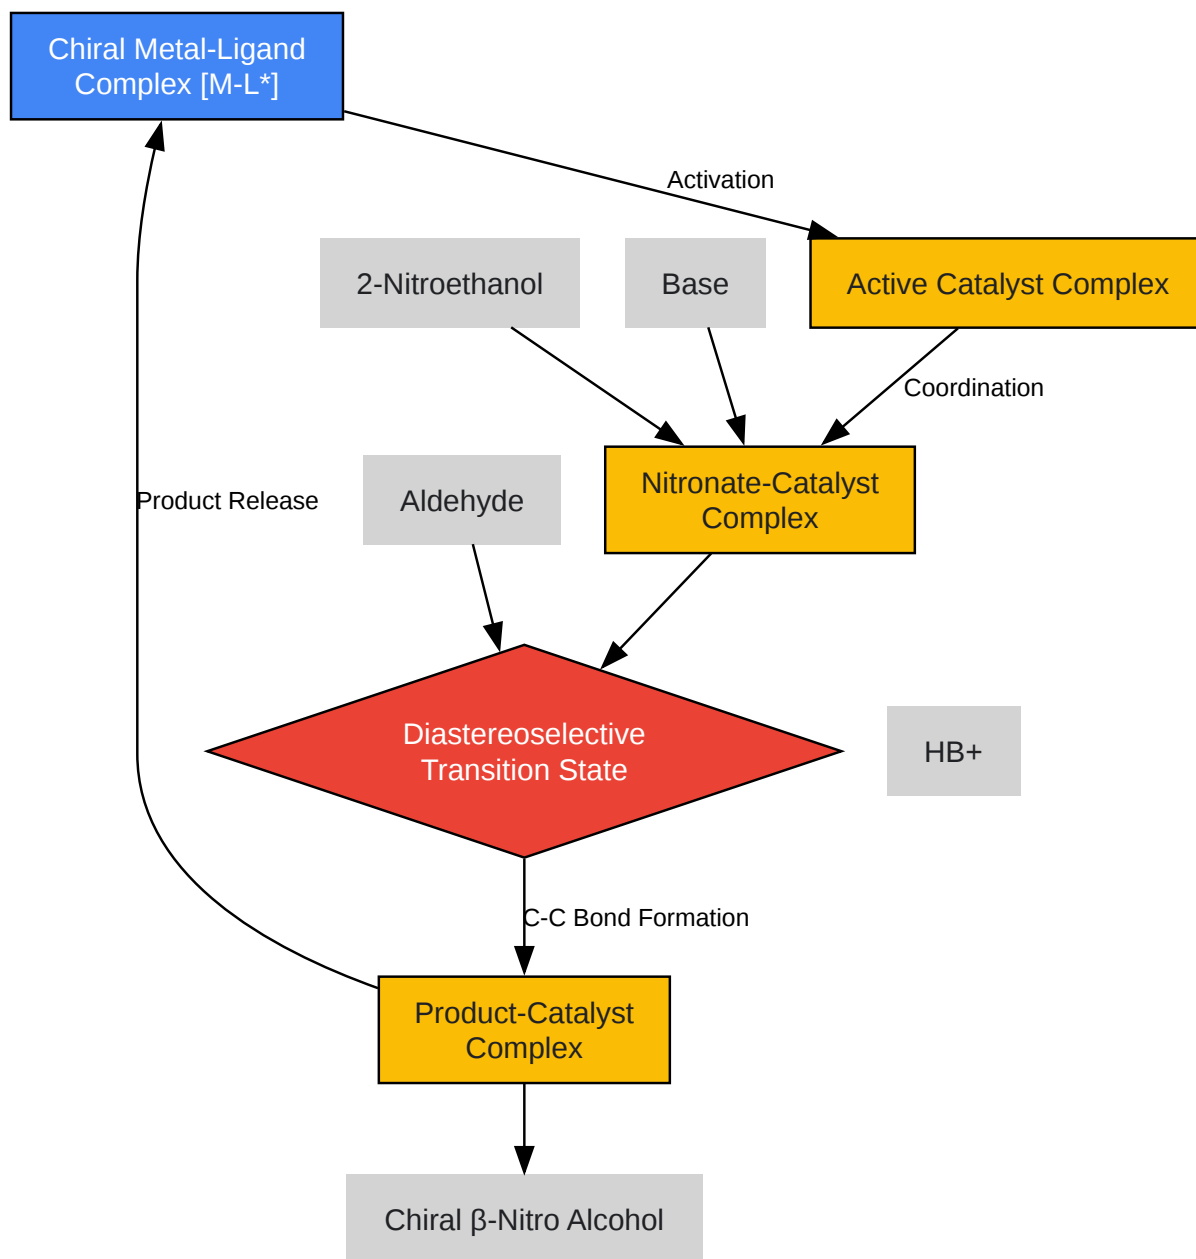 Chiral Metal-Ligand
Complex [M-L*]
Activation
2-Nitroethanol
Base
Active Catalyst Complex
Coordination
Nitronate-Catalyst
Complex
Aldehyde
Product Release
Diastereoselective
Transition State
HB+
C-C Bond Formation
Product-Catalyst
Complex
Chiral β-Nitro Alcohol